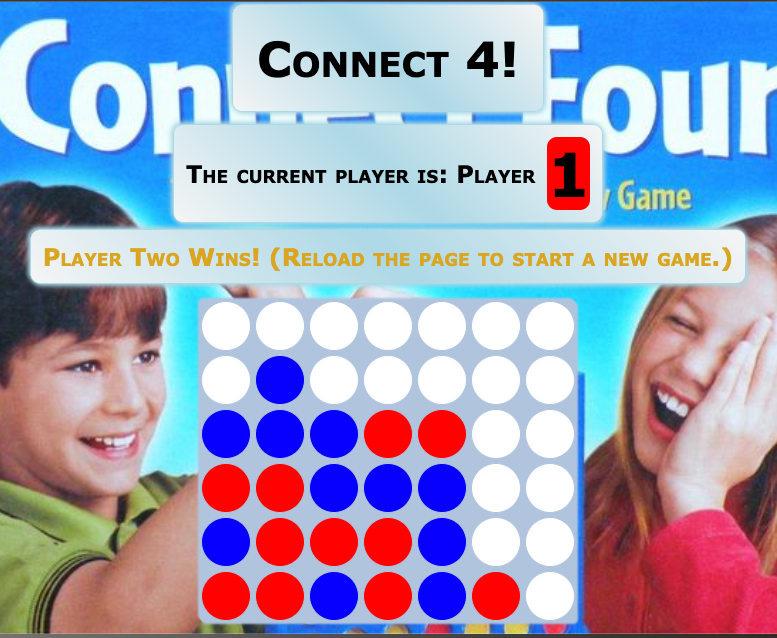 Connect 4!
Connect Four
The current player is: Player 1
y Game
Player Two Wins! (Reload the page to start a new game.)